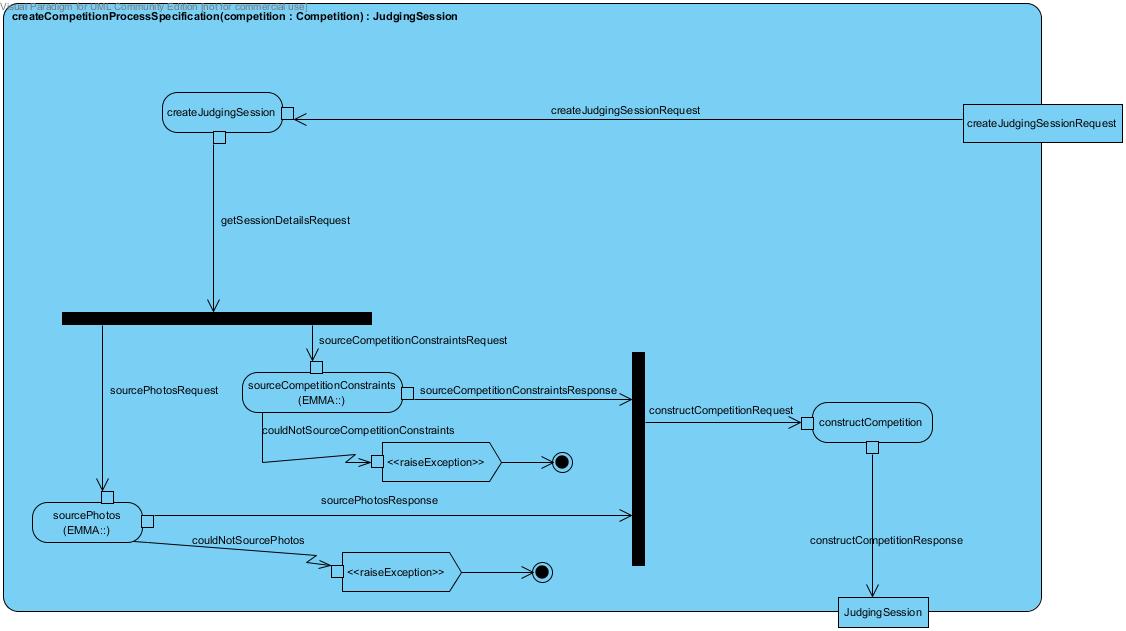 Visual Paradigm for UML Community Edition [not for commercial use]
createCompetitionProcessSpecification(competition : Competition) : JudgingSession
createJudgingSession
createJudgingSessionRequest
createJudgingSessionRequest
getSessionDetailsRequest
sourceCompetitionConstraintsRequest
sourcePhotosRequest
sourceCompetitionConstraints
(EMMA::)
sourceCompetitionConstraintsResponse
constructCompetitionRequest
constructCompetition
couldNotSourceCompetitionConstraints
<<raiseException>>
sourcePhotosResponse
sourcePhotos
(EMMA::)
couldNotSourcePhotos
constructCompetitionResponse
<<raiseException>>
JudgingSession